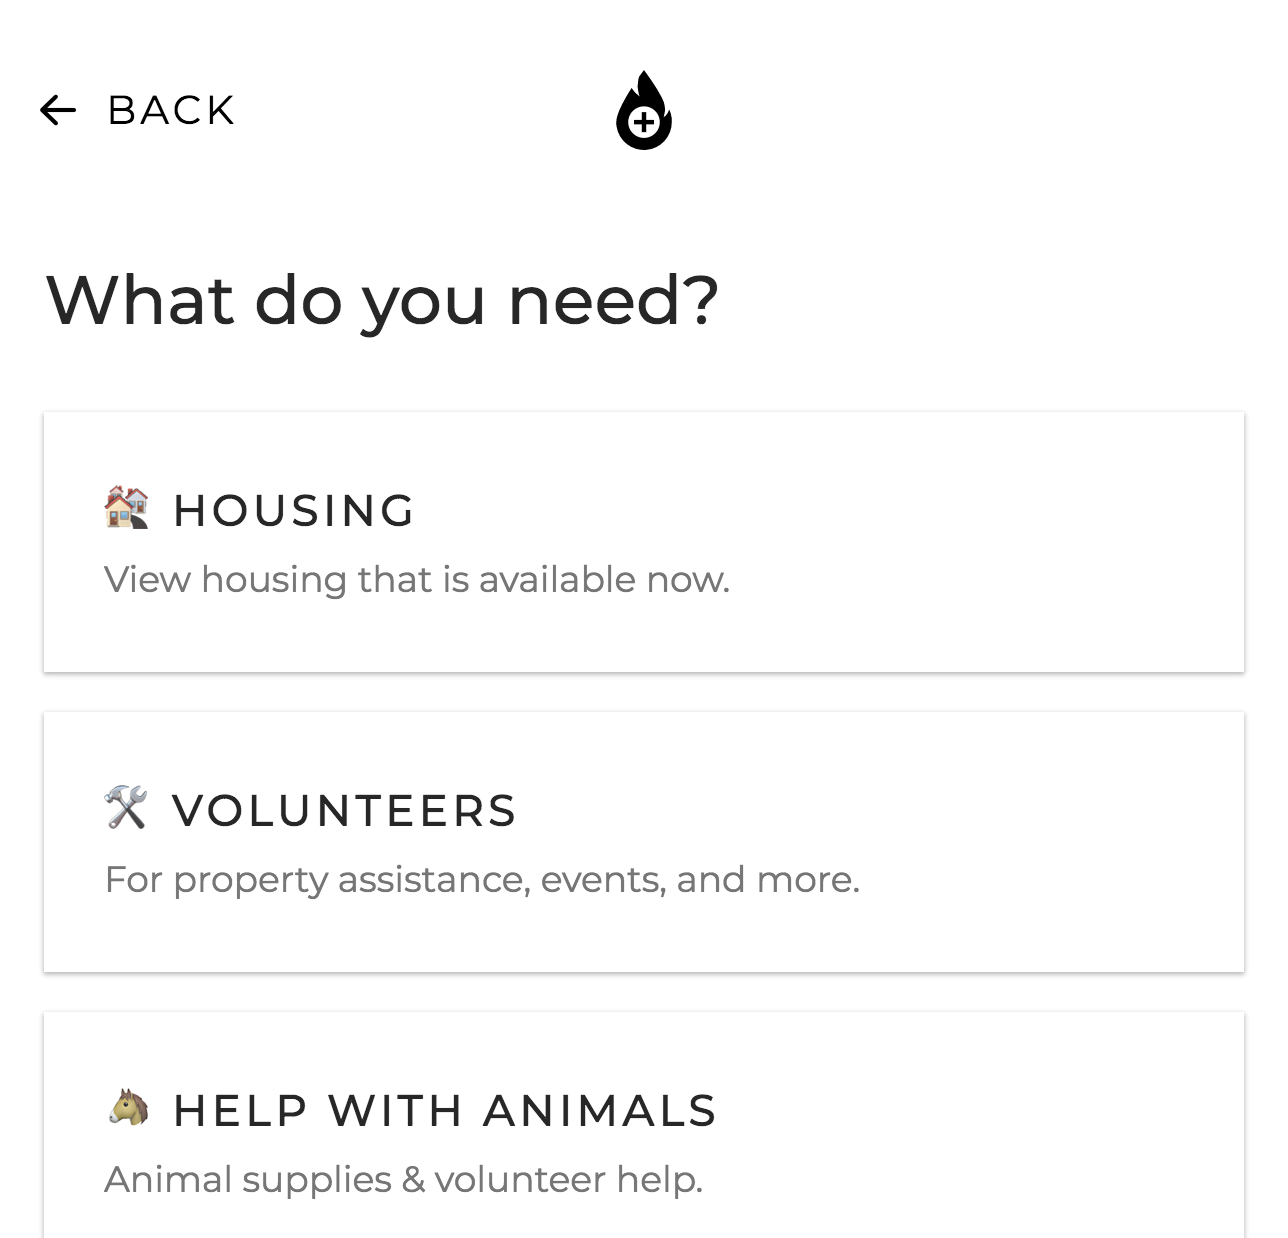 BACK
What do you need?
HOUSING
View housing that is available now.
VOLUNTEERS
For property assistance, events, and more.
HELP WITH ANIMALS
Animal supplies & volunteer help.